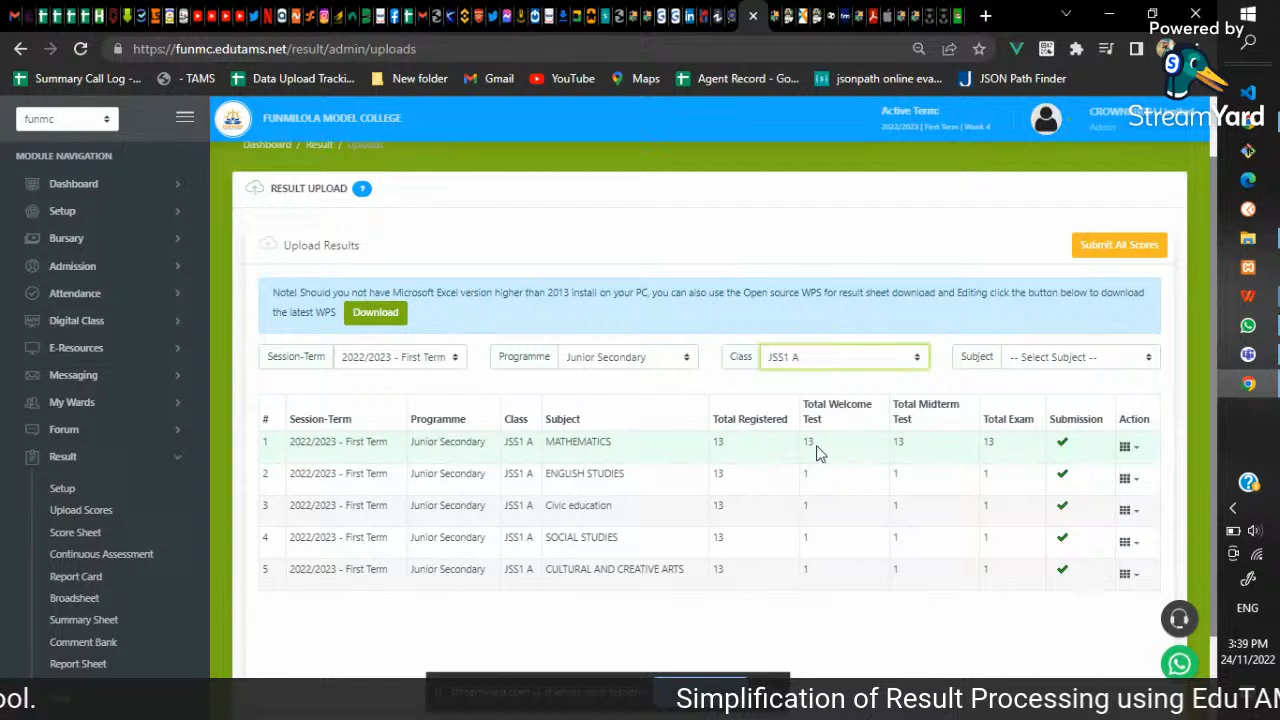 https://funmc.edutams.net/result/admin/uploads
Powered by
StreamYard
Summary Call Log -...
- TAMS
Data Upload Tracki...
New folder
Gmail
YouTube
Maps
Agent Record - Go...
jsonpath online eva...
JSON Path Finder
funmc
FUNMILOLA MODEL COLLEGE
Active Term:
2022/2023 | First Term | Week 4
Admin
MODULE NAVIGATION
Dashboard
Setup
Bursary
Admission
Attendance
Digital Class
E-Resources
Messaging
My Wards
Forum
Result
Setup
Upload Scores
Score Sheet
Continuous Assessment
Report Card
Broadsheet
Summary Sheet
Comment Bank
Report Sheet
Dashboard / Result / Uploads
RESULT UPLOAD ?
Upload Results
Submit All Scores
Note! Should you not have Microsoft Excel version higher than 2013 install on your PC, you can also use the Open source WPS for result sheet download and Editing click the button below to download
the latest WPS Download
Session-Term 2022/2023 - First Term Programme Junior Secondary Class JSS1 A Subject -- Select Subject --
# Session-Term Programme Class Subject Total Registered Total Welcome Test Total Midterm Test Total Exam Submission Action
1 2022/2023 - First Term Junior Secondary JSS1 A MATHEMATICS 13 13 13 13
2 2022/2023 - First Term Junior Secondary JSS1 A ENGLISH STUDIES 13 1 1 1
3 2022/2023 - First Term Junior Secondary JSS1 A Civic education 13 1 1 1
4 2022/2023 - First Term Junior Secondary JSS1 A SOCIAL STUDIES 13 1 1 1
5 2022/2023 - First Term Junior Secondary JSS1 A CULTURAL AND CREATIVE ARTS 13 1 1 1
ENG
3:39 PM
24/11/2022
ool.
Simplification of Result Processing using EduTAM